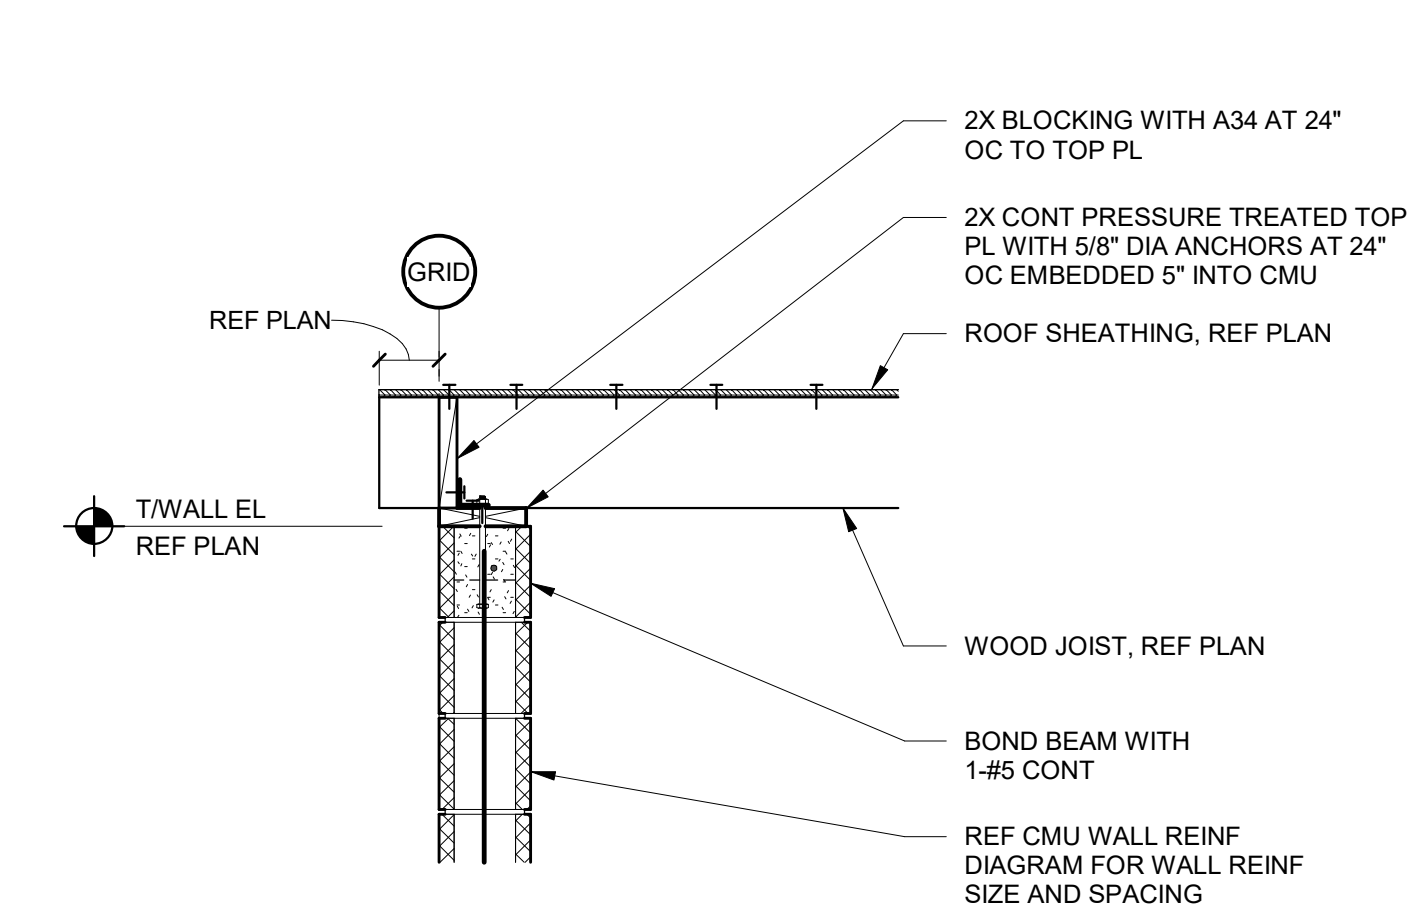 2X BLOCKING WITH A34 AT 24"
OC TO TOP PL
2X CONT PRESSURE TREATED TOP
PL WITH 5/8" DIA ANCHORS AT 24"
OC EMBEDDED 5" INTO CMU
GRID
REF PLAN
ROOF SHEATHING, REF PLAN
T/WALL EL
REF PLAN
WOOD JOIST, REF PLAN
BOND BEAM WITH
1-#5 CONT
REF CMU WALL REINF
DIAGRAM FOR WALL REINF
SIZE AND SPACING